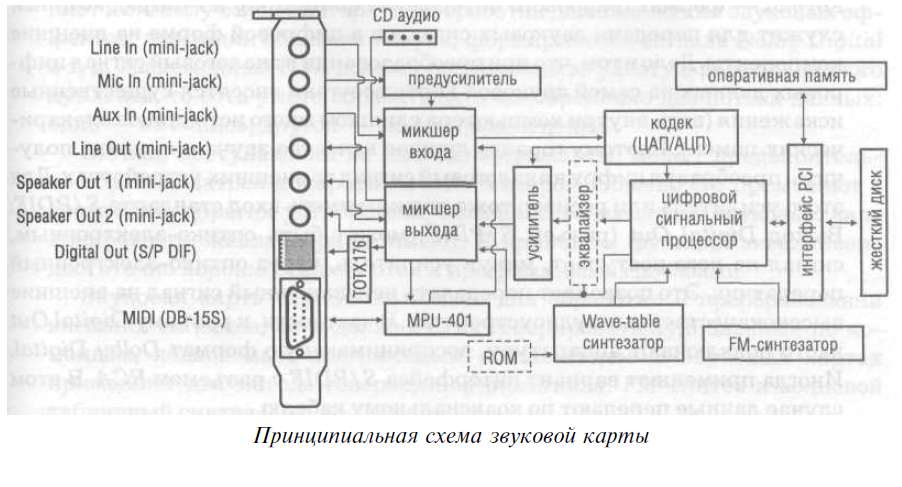 CD аудио
Line In (mini-jack)
Mic In (mini-jack)
Aux In (mini-jack)
Line Out (mini-jack)
Speaker Out 1 (mini-jack)
Speaker Out 2 (mini-jack)
Digital Out (S/P DIF)
MIDI (DB-15S)
предусилитель
микшер
входа
микшер
выхода
TOTX176
MPU-401
усилитель
эквалайзер
кодек
(ЦАП/АЦП)
цифровой
сигнальный
процессор
оперативная память
интерфейс PCI
жесткий диск
ROM
Wave-table
синтезатор
FM-синтезатор
Принципиальная схема звуковой карты